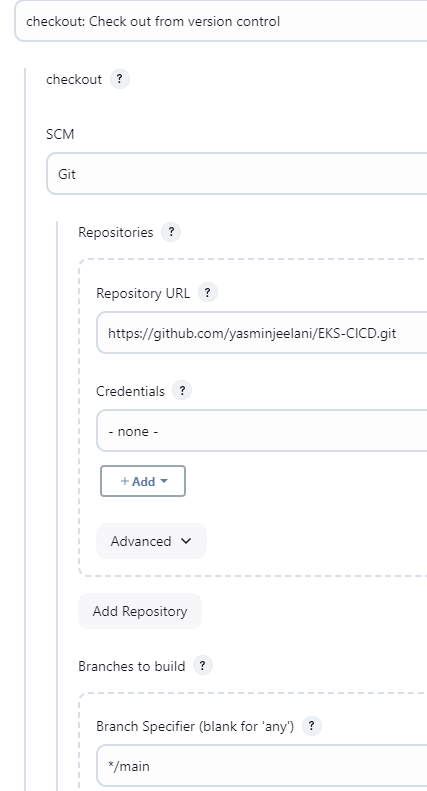 checkout: Check out from version control
checkout ?
SCM
Git
Repositories ?
Repository URL ?
https://github.com/yasminjeelani/EKS-CICD.git
Credentials ?
- none -
+ Add
Advanced
Add Repository
Branches to build ?
Branch Specifier (blank for 'any') ?
*/main